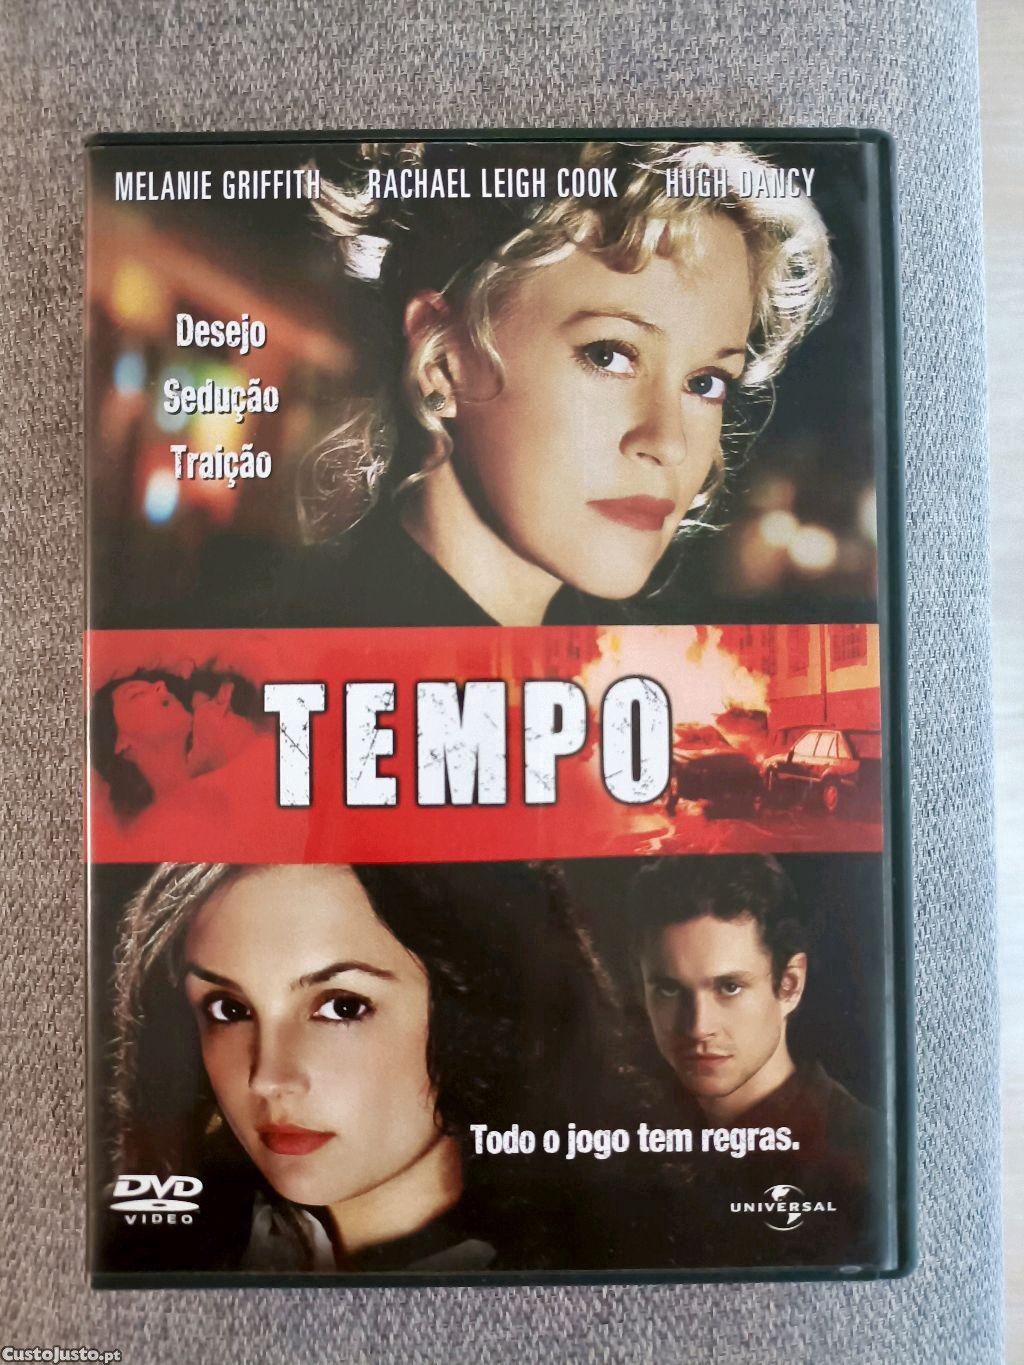 MELANIE GRIFFITH RACHAEL LEIGH COOK HUGH DANCY
Desejo
Sedução
Traição
TEMPO
Todo o jogo tem regras.
DVD
VIDEO
UNIVERSAL
CustoJusto.pt